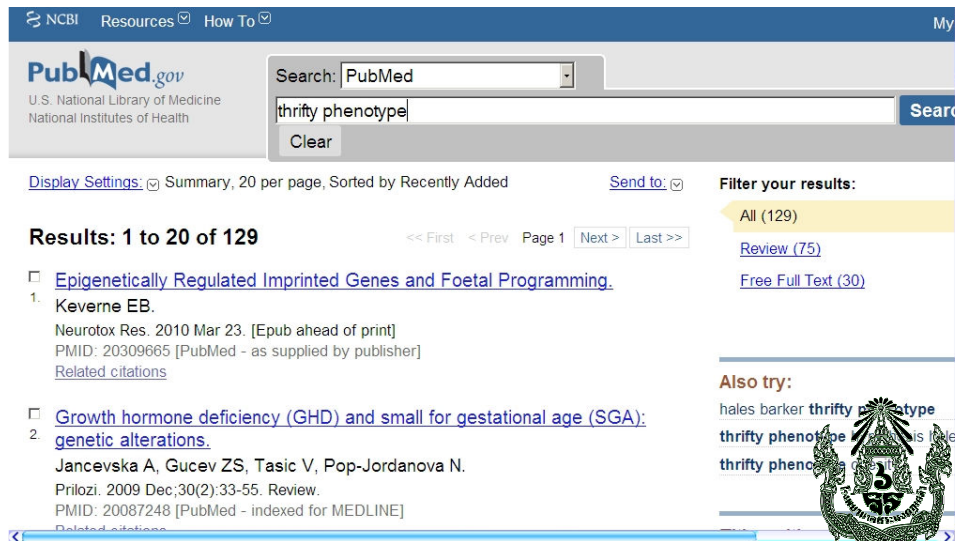 NCBI Resources How To My
PubMed.gov
U.S. National Library of Medicine
National Institutes of Health
Search: PubMed
thrifty phenotype
Searc
Clear
Display Settings: Summary, 20 per page, Sorted by Recently Added Send to:
Results: 1 to 20 of 129
<< First < Prev Page 1 Next > Last >>
1. Epigenetically Regulated Imprinted Genes and Foetal Programming.
Keverne EB.
Neurotox Res. 2010 Mar 23. [Epub ahead of print]
PMID: 20309665 [PubMed - as supplied by publisher]
Related citations
2. Growth hormone deficiency (GHD) and small for gestational age (SGA):
genetic alterations.
Jancevska A, Gucev ZS, Tasic V, Pop-Jordanova N.
Prilozi. 2009 Dec;30(2):33-55. Review.
PMID: 20087248 [PubMed - indexed for MEDLINE]
Related citations
Filter your results:
All (129)
Review (75)
Free Full Text (30)
Also try:
hales barker thrifty
thrifty
thrifty